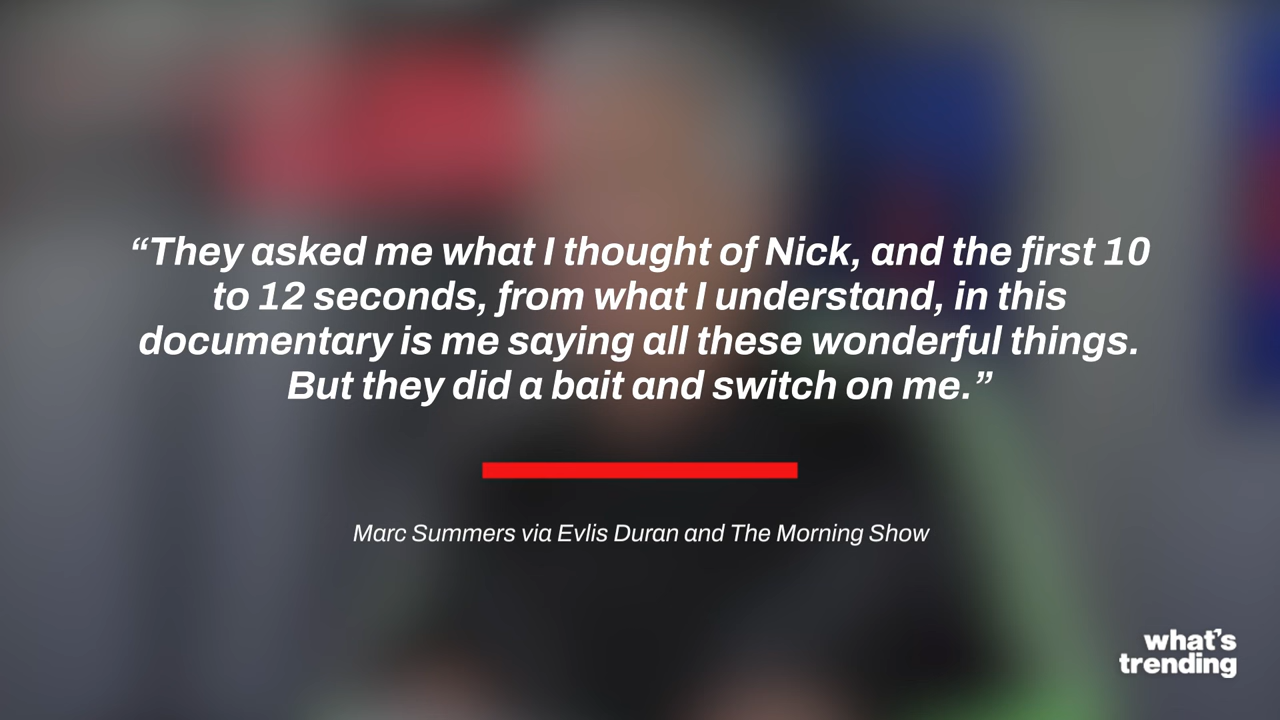 “They asked me what I thought of Nick, and the first 10
to 12 seconds, from what I understand, in this
documentary is me saying all these wonderful things.
But they did a bait and switch on me.”
Marc Summers via Evlis Duran and The Morning Show
what's
trending